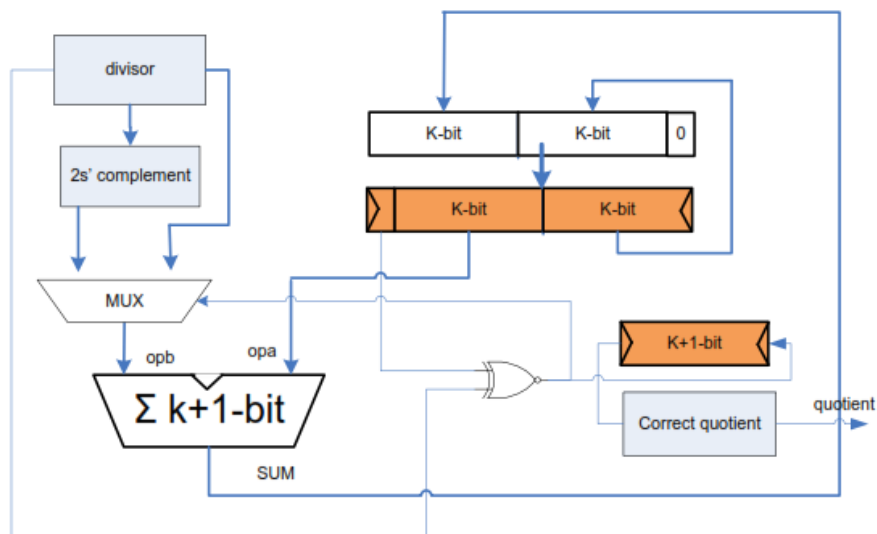 divisor
K-bit
K-bit
0
2s' complement
K-bit
K-bit
MUX
opb
opa
K+1-bit
Σ k+1-bit
quotient
Correct quotient
SUM